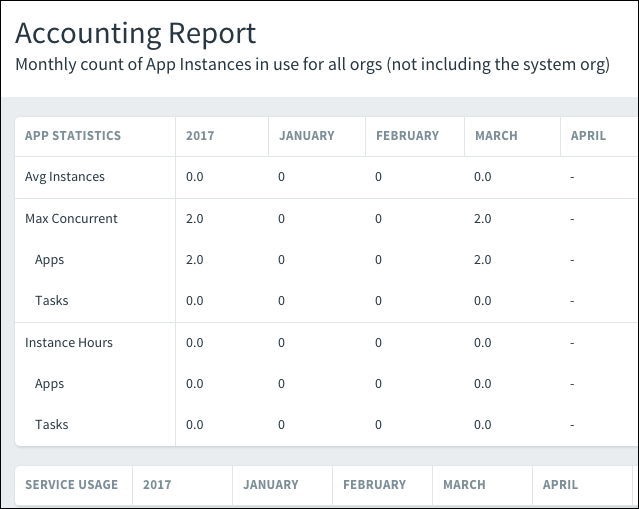 Accounting Report
Monthly count of App Instances in use for all orgs (not including the system org)
APP STATISTICS 2017 JANUARY FEBRUARY MARCH APRIL
Avg Instances 0.0 0 0 0.0 -
Max Concurrent 2.0 0 0 2.0 -
Apps 2.0 0 0 2.0 -
Tasks 0.0 0 0 0.0 -
Instance Hours 0.0 0 0 0.0 -
Apps 0.0 0 0 0.0 -
Tasks 0.0 0 0 0.0 -
SERVICE USAGE 2017 JANUARY FEBRUARY MARCH APRIL